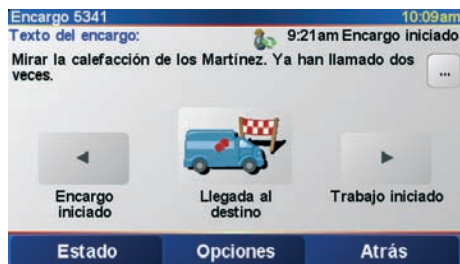 Encargo 5341 10:09am
Texto del encargo: 9:21am Encargo iniciado
Mirar la calefacción de los Martínez. Ya han llamado dos
veces. ...
Encargo
iniciado
Llegada al
destino
Trabajo iniciado
Estado Opciones Atrás